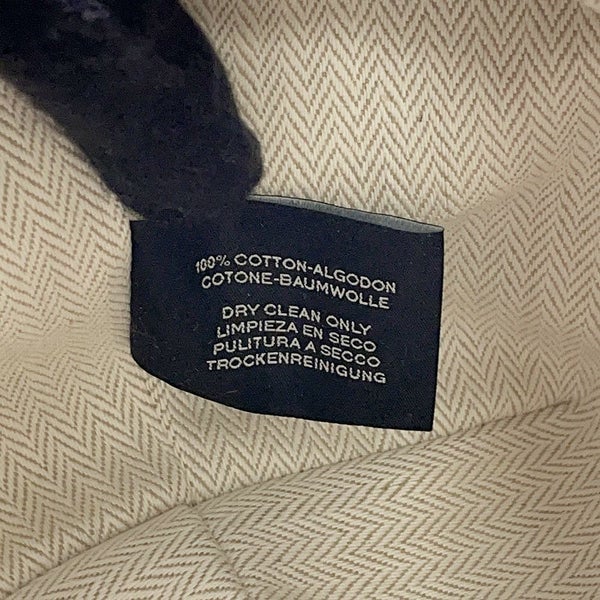 100% COTTON-ALGODON
COTONE-BAUMWOLLE
DRY CLEAN ONLY
LIMPIEZA EN SECO
PULITURA A SECCO
TROCKENREINIGUNG